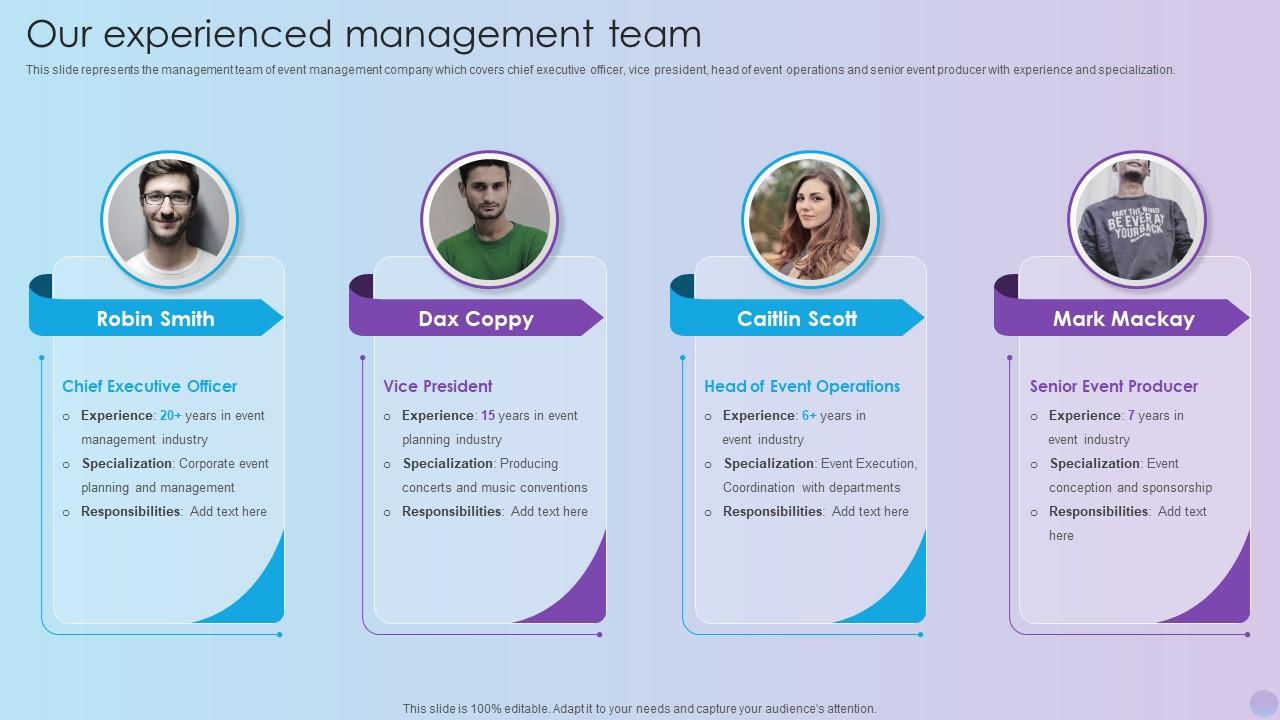 Our experienced management team
This slide represents the management team of event management company which covers chief executive officer, vice president, head of event operations and senior event producer with experience and specialization.
Robin Smith
Chief Executive Officer
o Experience: 20+ years in event
management industry
o Specialization: Corporate event
planning and management
o Responsibilities: Add text here
Dax Coppy
Vice President
o Experience: 15 years in event
planning industry
o Specialization: Producing
concerts and music conventions
o Responsibilities: Add text here
Caitlin Scott
Head of Event Operations
o Experience: 6+ years in
event industry
o Specialization: Event Execution,
Coordination with departments
o Responsibilities: Add text here
MAY THE WIND
BE EVER AT
YOUR BACK
Mark Mackay
Senior Event Producer
o Experience: 7 years in
event industry
o Specialization: Event
conception and sponsorship
o Responsibilities: Add text
here
This slide is 100% editable. Adapt it to your needs and capture your audience's attention.